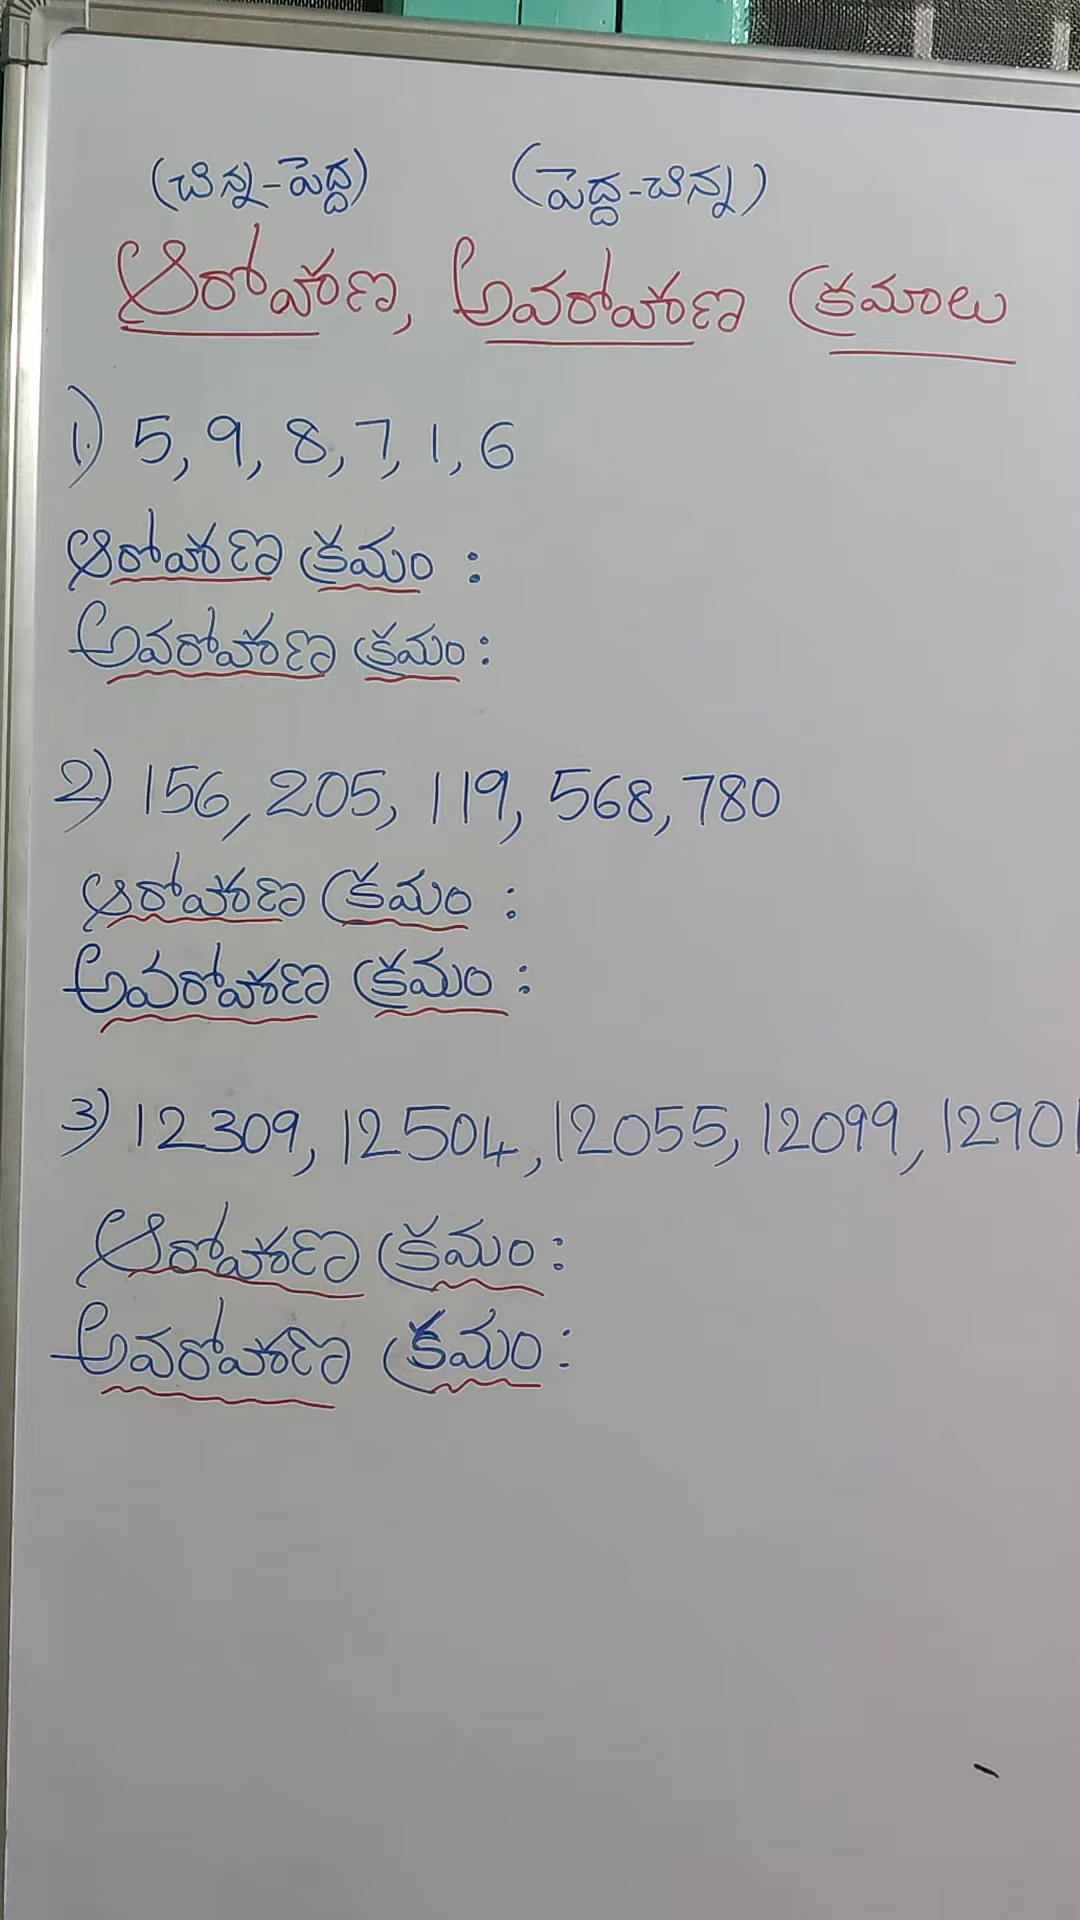 (చిన్న-పెద్ద) (పెద్ద-చిన్న)
ఆరోహణ, అవరోహణ క్రమాలు
1) 5, 9, 8, 7, 1, 6
ఆరోహణ క్రమం :
అవరోహణ క్రమం :
2) 156, 205, 119, 568, 780
ఆరోహణ క్రమం :
అవరోహణ క్రమం :
3) 12309, 12504, 12055, 12099, 12901
ఆరోహణ క్రమం :
అవరోహణ క్రమం :